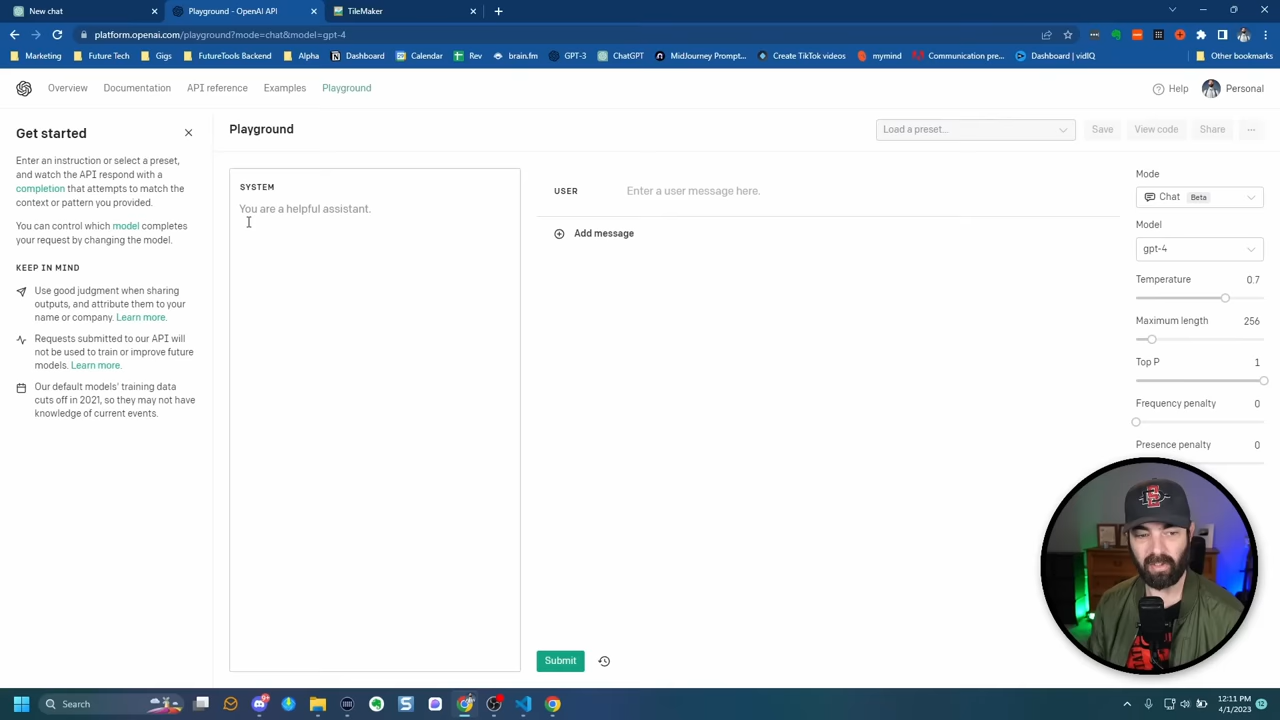 New chat
Playground - OpenAI API
TileMaker
platform.openai.com/playground?mode=chat&model=gpt-4
Marketing
Future Tech
Gigs
FutureTools Backend
Alpha
Dashboard
Calendar
Rev
brain.fm
GPT-3
ChatGPT
MidJourney Prompt...
Create TikTok videos
mymind
Communication pre...
Dashboard | vidIQ
Other bookmarks
Overview
Documentation
API reference
Examples
Playground
Help
Personal
Get started
Enter an instruction or select a preset,
and watch the API respond with a
completion that attempts to match the
context or pattern you provided.
You can control which model completes
your request by changing the model.
KEEP IN MIND
Use good judgment when sharing
outputs, and attribute them to your
name or company. Learn more.
Requests submitted to our API will
not be used to train or improve future
models. Learn more.
Our default models' training data
cuts off in 2021, so they may not have
knowledge of current events.
Playground
Load a preset...
Save
View code
Share
SYSTEM
You are a helpful assistant.
USER
Enter a user message here.
Add message
Submit
Mode
Chat
Beta
Model
gpt-4
Temperature
0.7
Maximum length
256
Top P
1
Frequency penalty
0
Presence penalty
0
Search
12:11 PM
4/1/2023